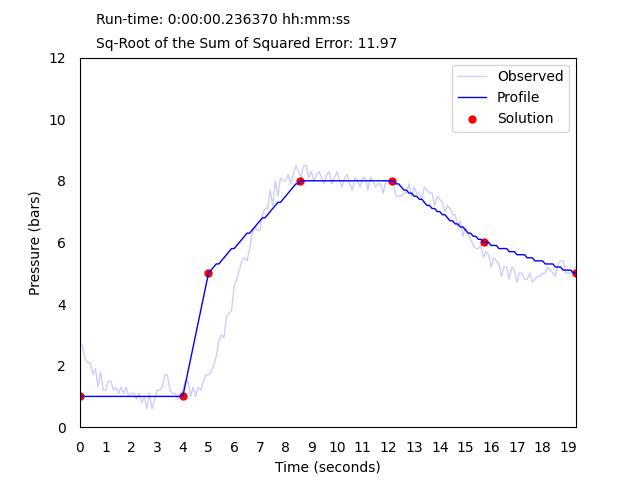 Run-time: 0:00:00.236370 hh:mm:ss
Sq-Root of the Sum of Squared Error: 11.97
12
10
8
6
4
2
0
Pressure (bars)
Observed
Profile
Solution
0 1 2 3 4 5 6 7 8 9 10 11 12 13 14 15 16 17 18 19
Time (seconds)